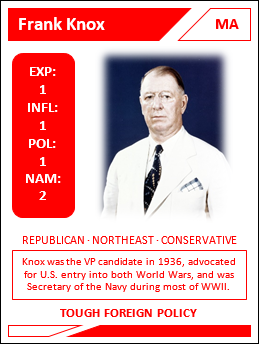 Frank Knox
MA
EXP:
1
INFL:
1
POL:
1
NAM:
2
REPUBLICAN · NORTHEAST · CONSERVATIVE
Knox was the VP candidate in 1936, advocated
for U.S. entry into both World Wars, and was
Secretary of the Navy during most of WWII.
TOUGH FOREIGN POLICY